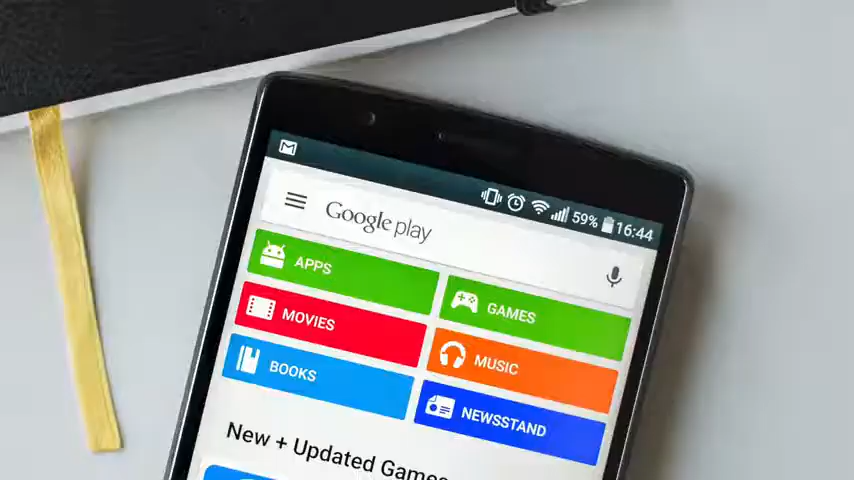 59% 16:44
Google play
APPS
GAMES
MOVIES
MUSIC
BOOKS
NEWSSTAND
New + Updated Games